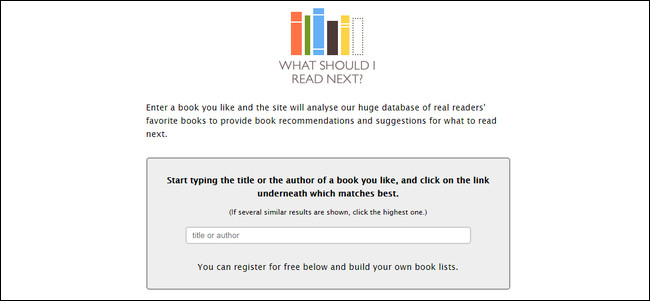 WHAT SHOULD I
READ NEXT?
Enter a book you like and the site will analyse our huge database of real readers'
favorite books to provide book recommendations and suggestions for what to read
next.
Start typing the title or the author of a book you like, and click on the link
underneath which matches best.
(If several similar results are shown, click the highest one.)
title or author
You can register for free below and build your own book lists.